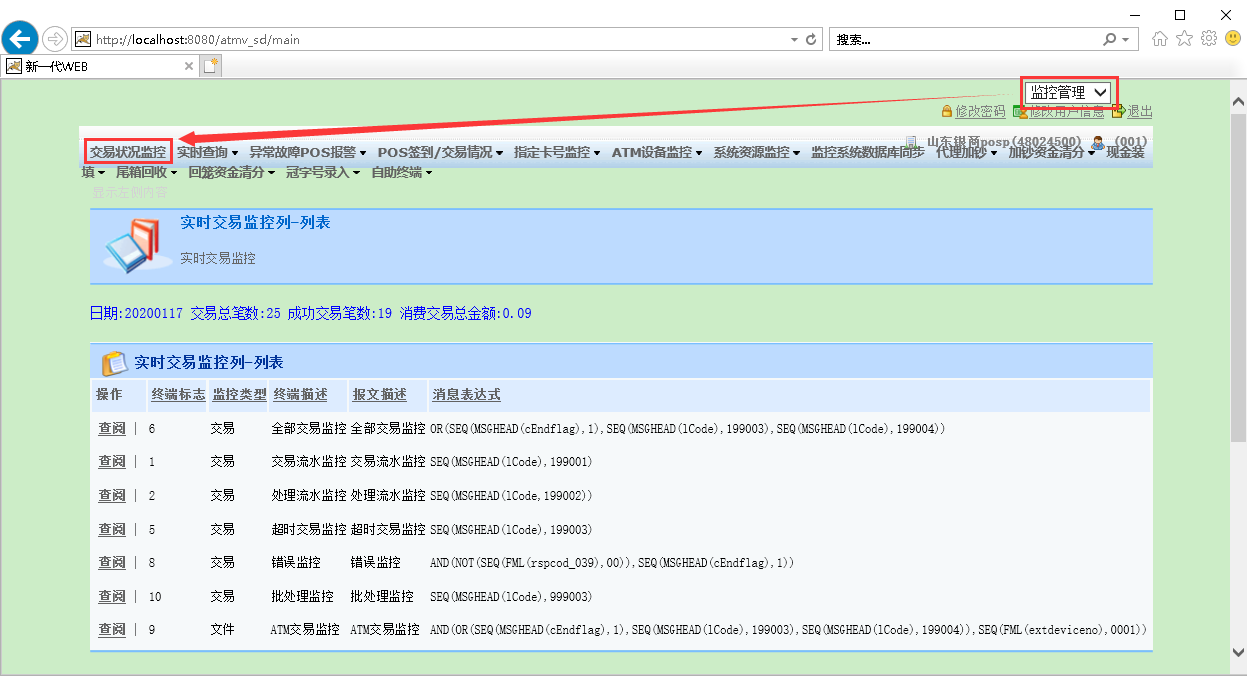 http://localhost:8080/atmv_sd/main
搜索...
新一代WEB
监控管理
修改密码 修改用户信息 退出
山东银商posp(48024500) (001)
交易状况监控 实时查询 异常故障POS报警 POS签到/交易情况 指定卡号监控 ATM设备监控 系统资源监控 监控系统数据库同步 代理加钞 加钞资金清分 现金装
填 尾箱回收 回笼资金清分 冠字号录入 自助终端
显示左侧内容
实时交易监控列-列表
实时交易监控
日期:20200117 交易总笔数:25 成功交易笔数:19 消费交易总金额:0.09
实时交易监控列-列表
操作 终端标志 监控类型 终端描述 报文描述 消息表达式
查阅 | 6 交易 全部交易监控 全部交易监控 OR(SEQ(MSGHEAD(cEndflag),1),SEQ(MSGHEAD(lCode),199003),SEQ(MSGHEAD(lCode),199004))
查阅 | 1 交易 交易流水监控 交易流水监控 SEQ(MSGHEAD(lCode),199001)
查阅 | 2 交易 处理流水监控 处理流水监控 SEQ(MSGHEAD(lCode,199002))
查阅 | 5 交易 超时交易监控 超时交易监控 SEQ(MSGHEAD(lCode),199003)
查阅 | 8 交易 错误监控 错误监控 AND(NOT(SEQ(FML(rspcod_039),00)),SEQ(MSGHEAD(cEndflag),1))
查阅 | 10 交易 批处理监控 批处理监控 SEQ(MSGHEAD(lCode),999003)
查阅 | 9 文件 ATM交易监控 ATM交易监控 AND(OR(SEQ(MSGHEAD(cEndflag),1),SEQ(MSGHEAD(lCode),199003),SEQ(MSGHEAD(lCode),199004)),SEQ(FML(extdeviceno),0001))